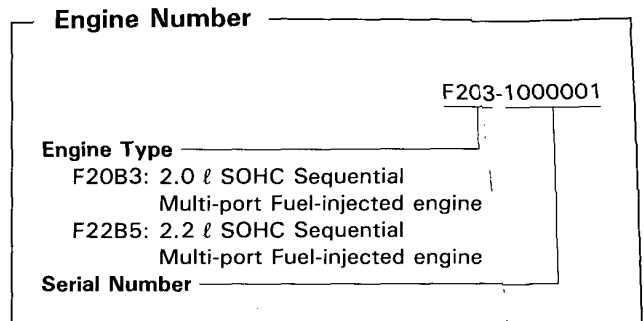 Engine Number
F203-1000001
Engine Type
F20B3: 2.0 ℓ SOHC Sequential
Multi-port Fuel-injected engine
F22B5: 2.2 ℓ SOHC Sequential
Multi-port Fuel-injected engine
Serial Number